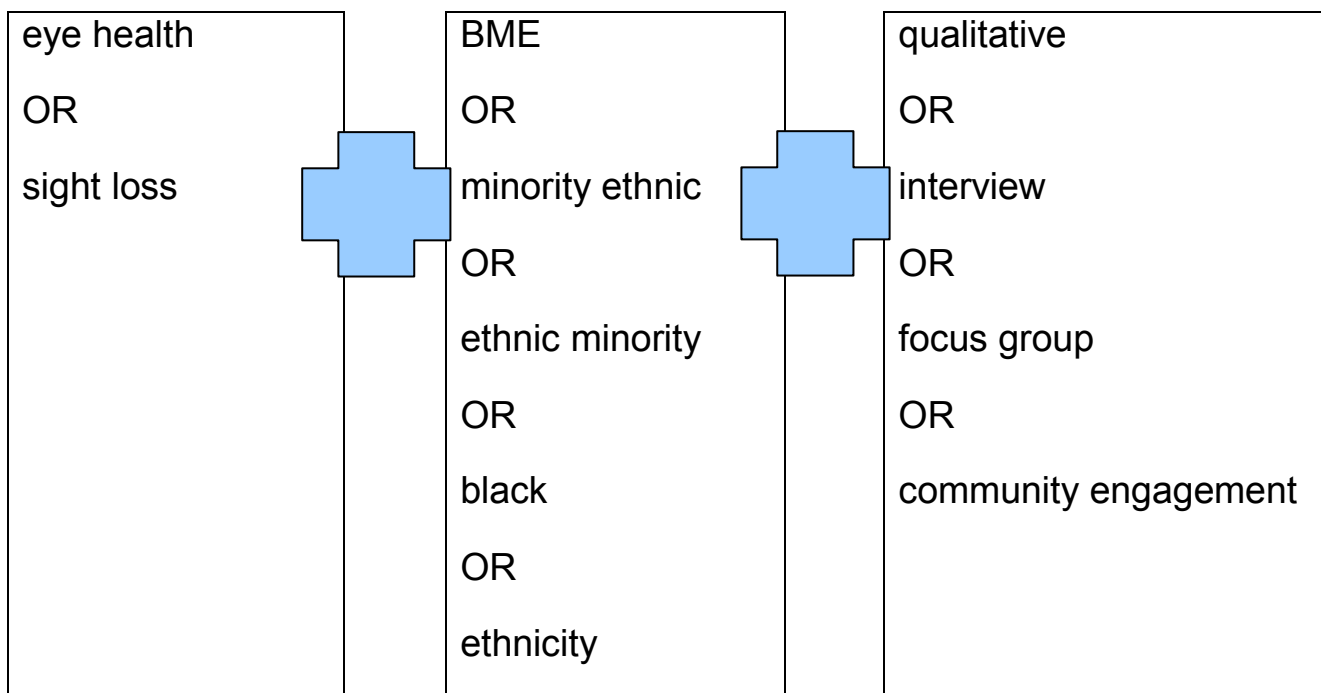 eye health
OR
sight loss
BME
OR
minority ethnic
OR
ethnic minority
OR
black
OR
ethnicity
qualitative
OR
interview
OR
focus group
OR
community engagement